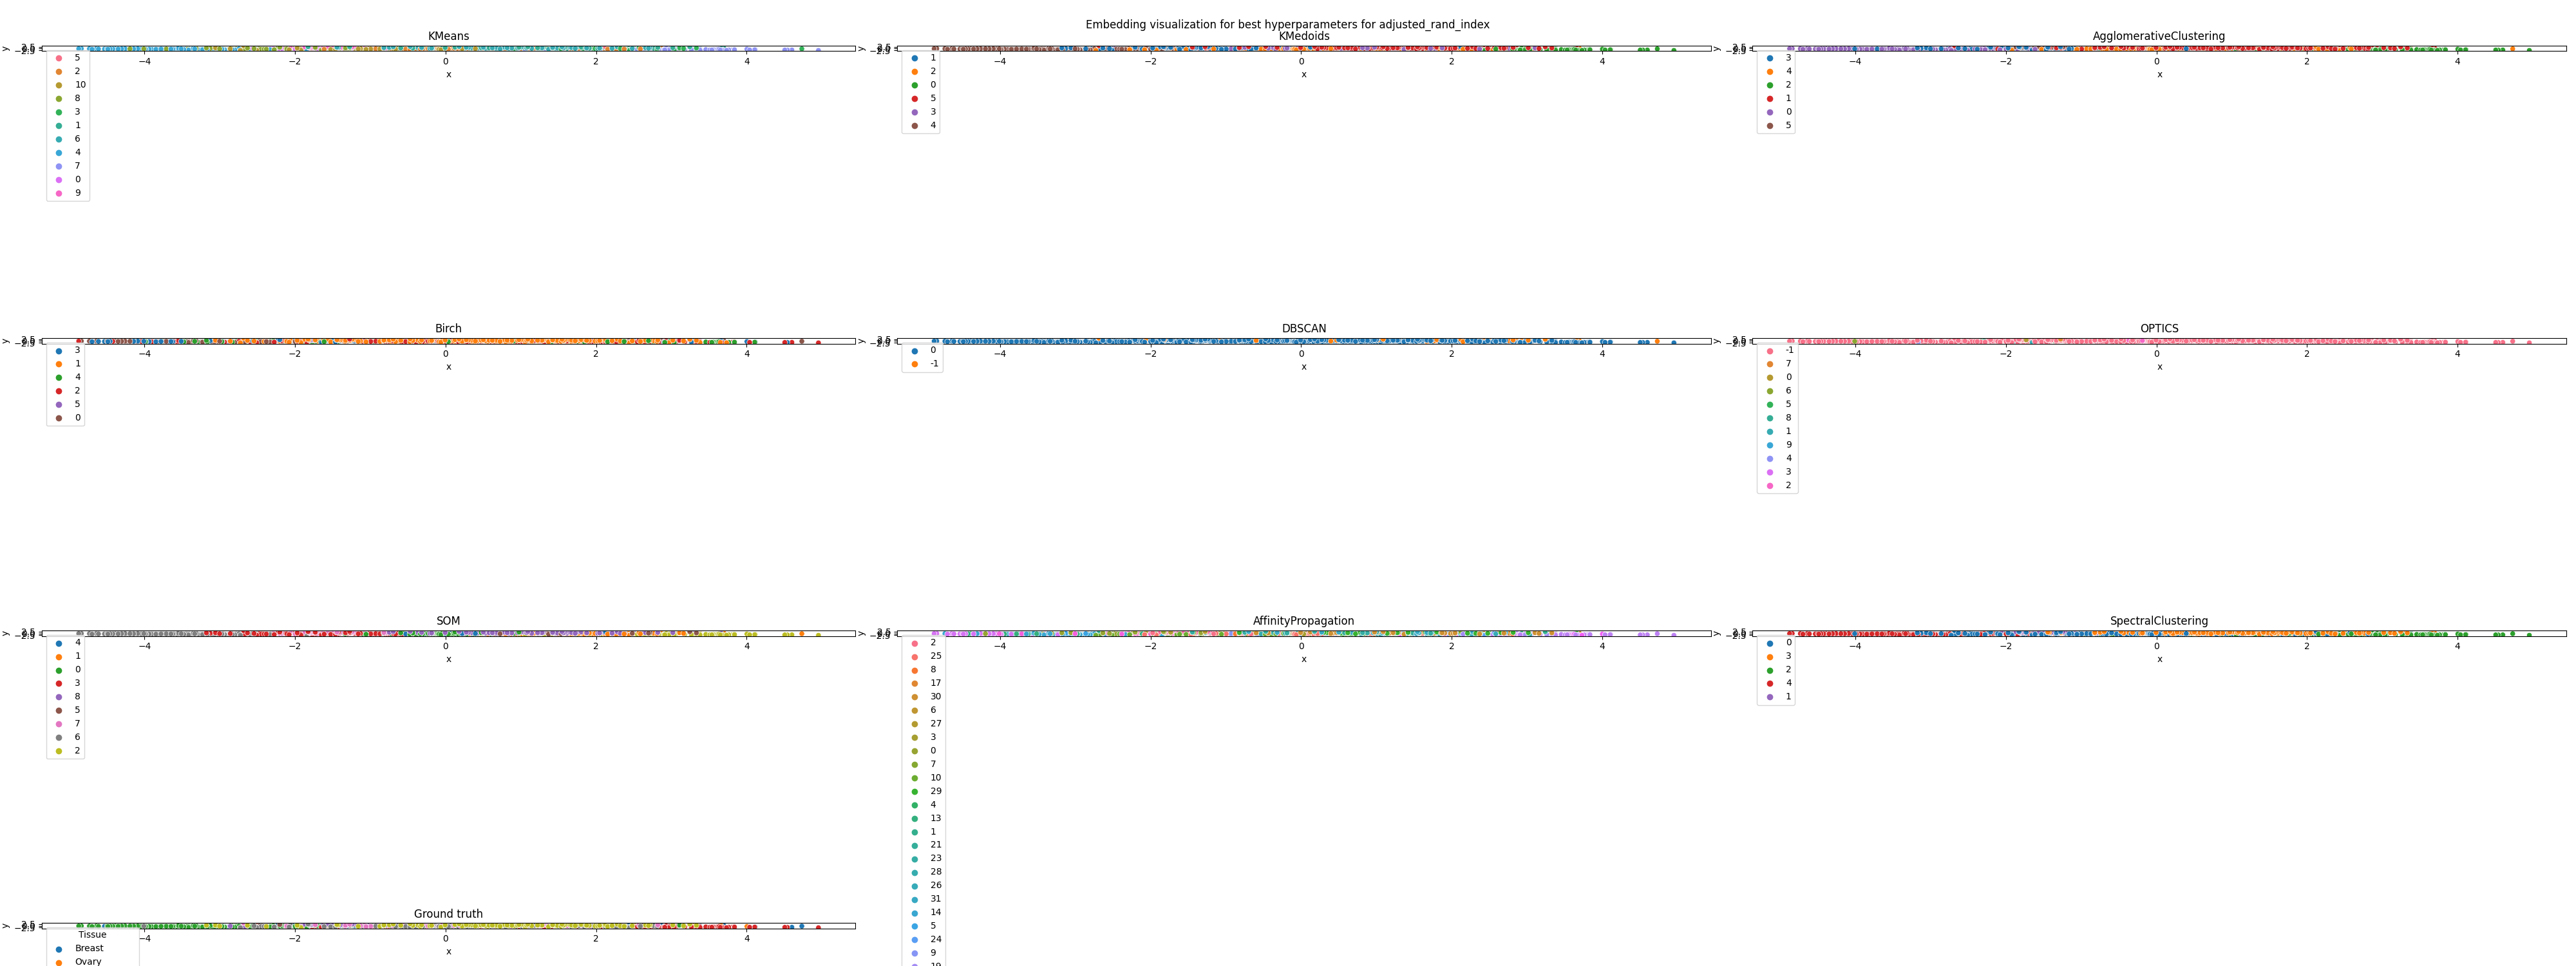 Embedding visualization for best hyperparameters for adjusted_rand_index
KMeans
y
−4 −2 0 2 4
x
5
2
10
8
3
1
6
4
7
0
9
KMedoids
y
−4 −2 0 2 4
x
1
2
0
5
3
4
AgglomerativeClustering
y
−4 −2 0 2 4
x
3
4
2
1
0
5
Birch
y
−4 −2 0 2 4
x
3
1
4
2
5
0
DBSCAN
y
−4 −2 0 2 4
x
0
-1
OPTICS
y
−4 −2 0 2 4
x
-1
7
0
6
5
8
1
9
4
3
2
SOM
y
−4 −2 0 2 4
x
4
1
0
3
8
5
7
6
2
AffinityPropagation
y
−4 −2 0 2 4
x
2
25
8
17
30
6
27
3
0
7
10
29
4
13
1
21
23
28
26
31
14
5
24
9
19
SpectralClustering
y
−4 −2 0 2 4
x
0
3
2
4
1
Ground truth
y
−4 −2 0 2 4
x
Tissue
Breast
Ovary